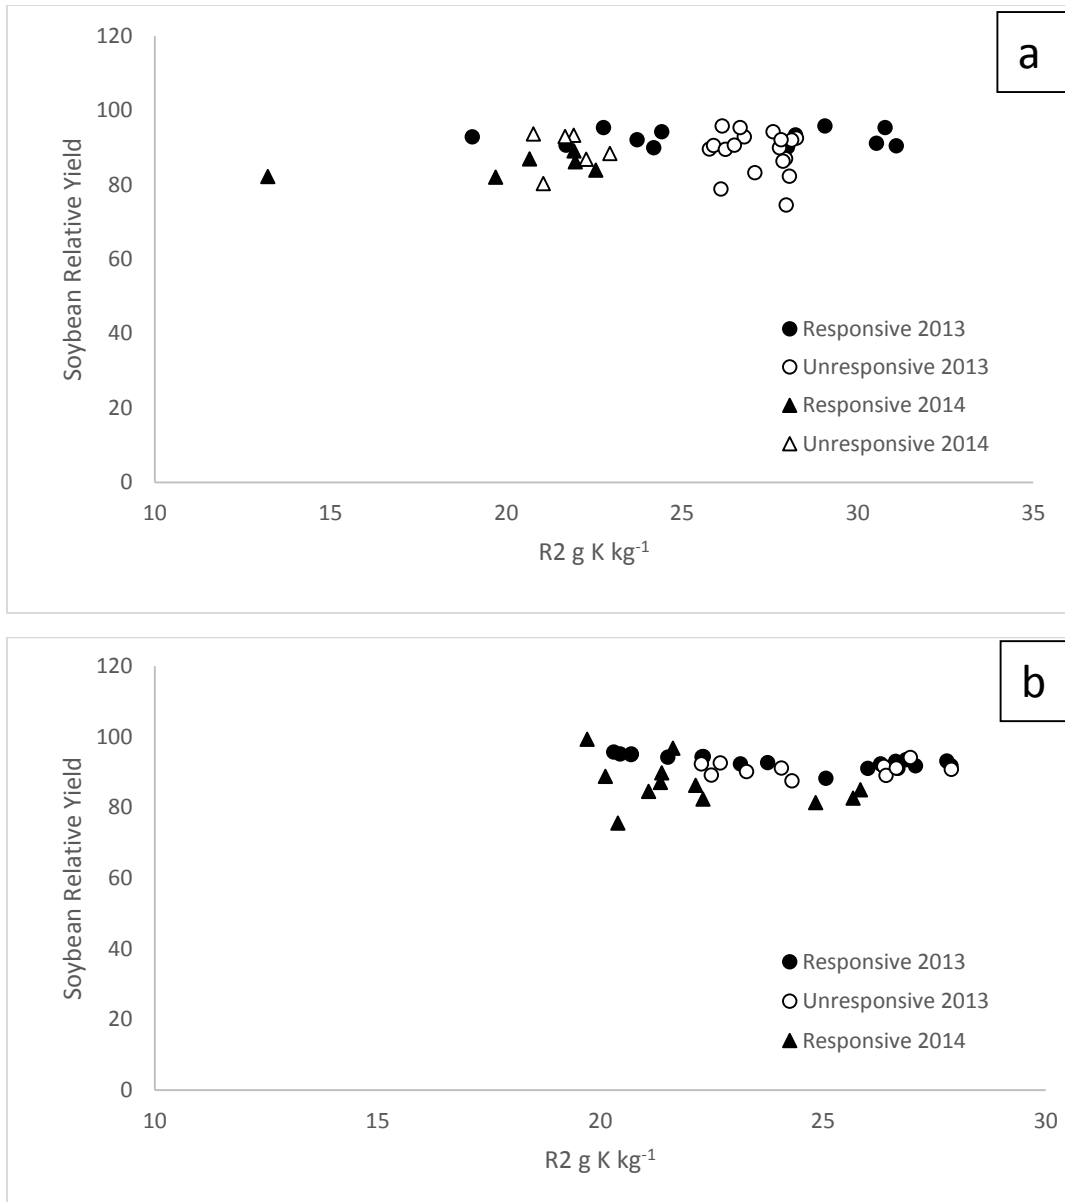 a
120
100
80
60
40
20
0
Soybean Relative Yield
Responsive 2013
Unresponsive 2013
Responsive 2014
Unresponsive 2014
10 15 20 25 30 35
R2 g K kg⁻¹
b
120
100
80
60
40
20
0
Soybean Relative Yield
Responsive 2013
Unresponsive 2013
Responsive 2014
10 15 20 25 30
R2 g K kg⁻¹